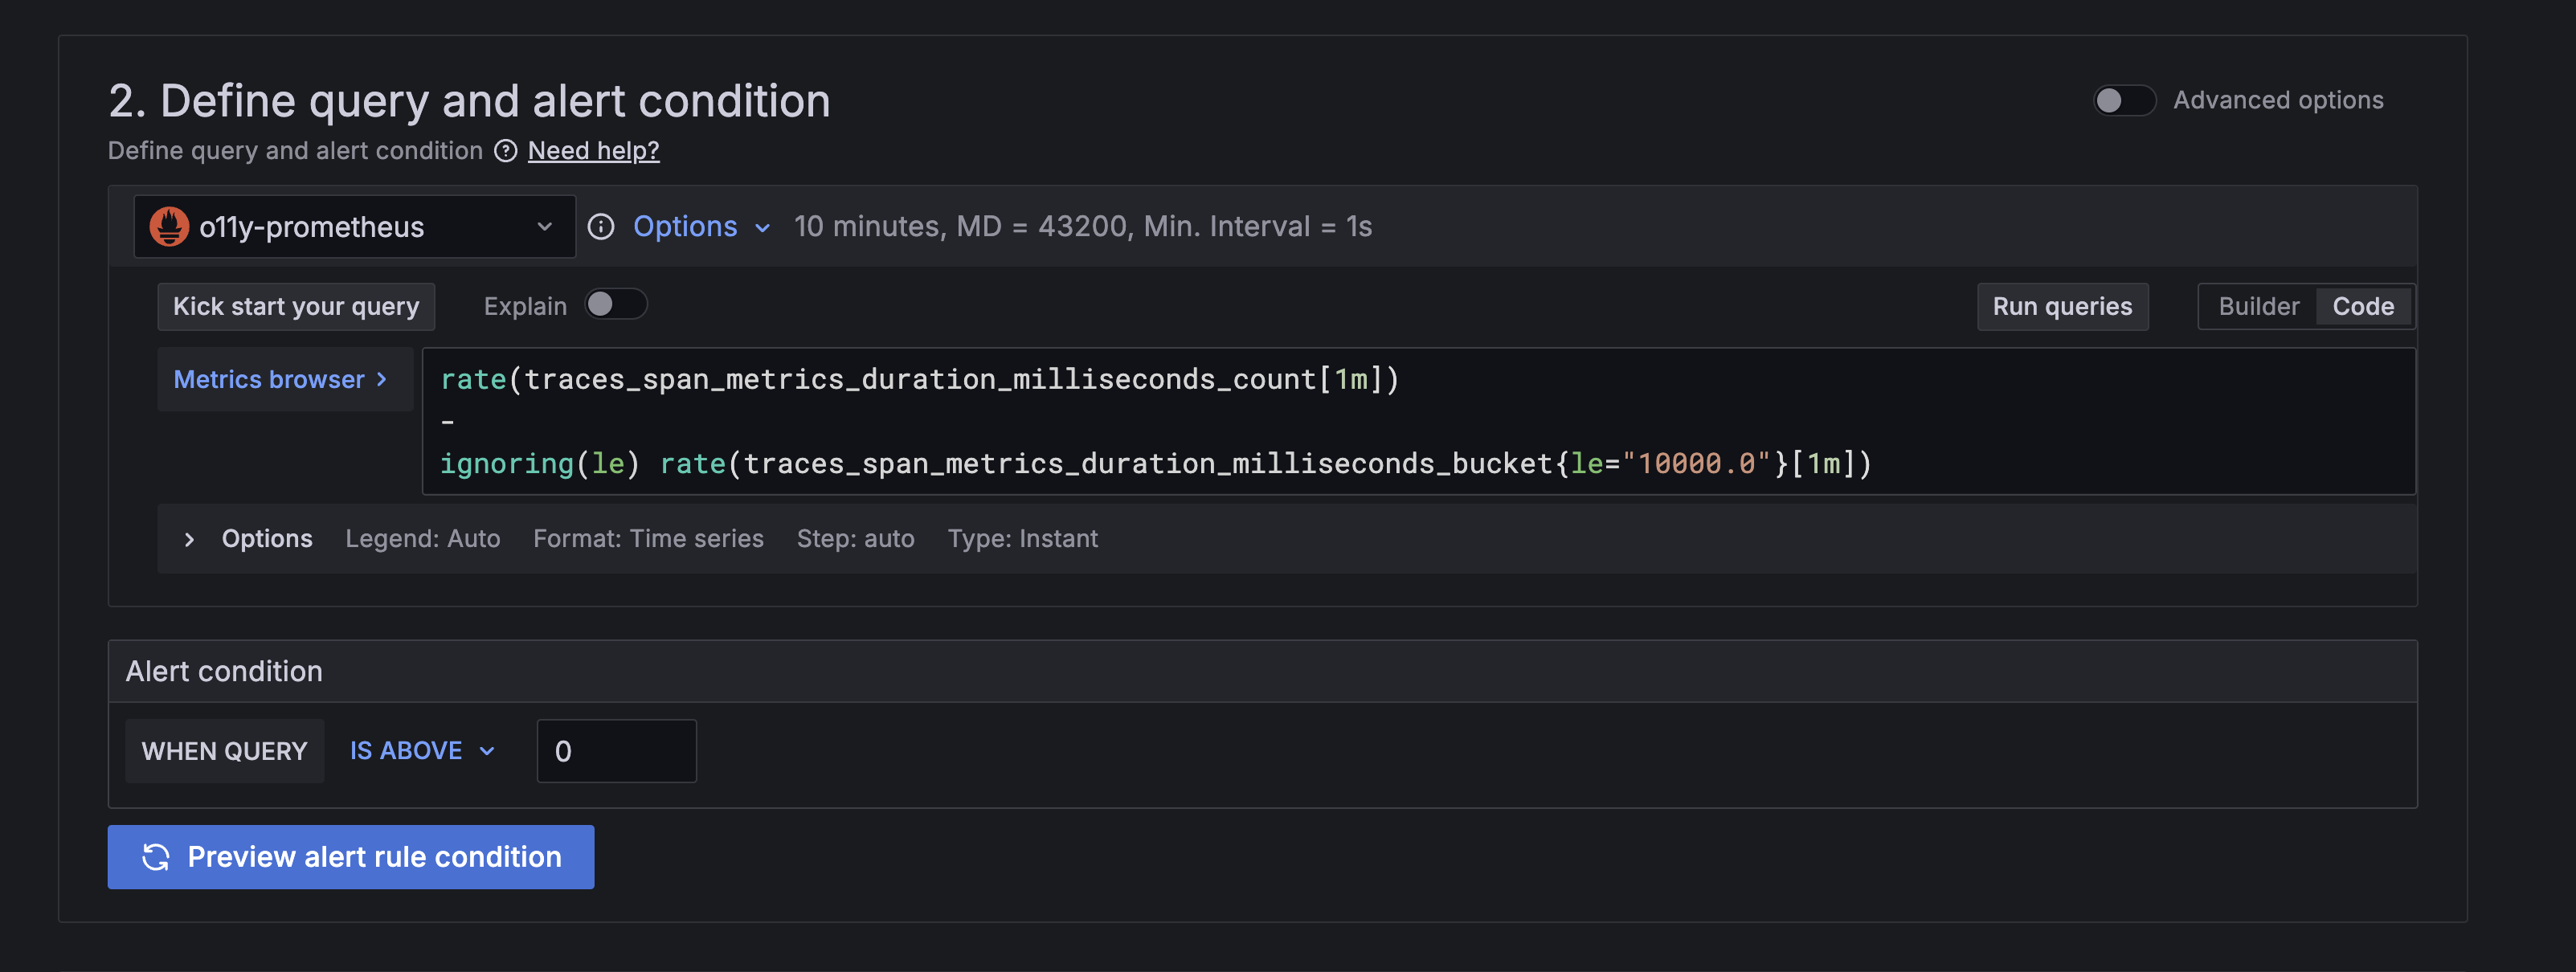 2. Define query and alert condition
Advanced options
Define query and alert condition Need help?
o11y-prometheus Options 10 minutes, MD = 43200, Min. Interval = 1s
Kick start your query Explain Run queries Builder Code
Metrics browser
rate(traces_span_metrics_duration_milliseconds_count[1m])
-
ignoring(le) rate(traces_span_metrics_duration_milliseconds_bucket{le="10000.0"}[1m])
Options Legend: Auto Format: Time series Step: auto Type: Instant
Alert condition
WHEN QUERY IS ABOVE 0
Preview alert rule condition